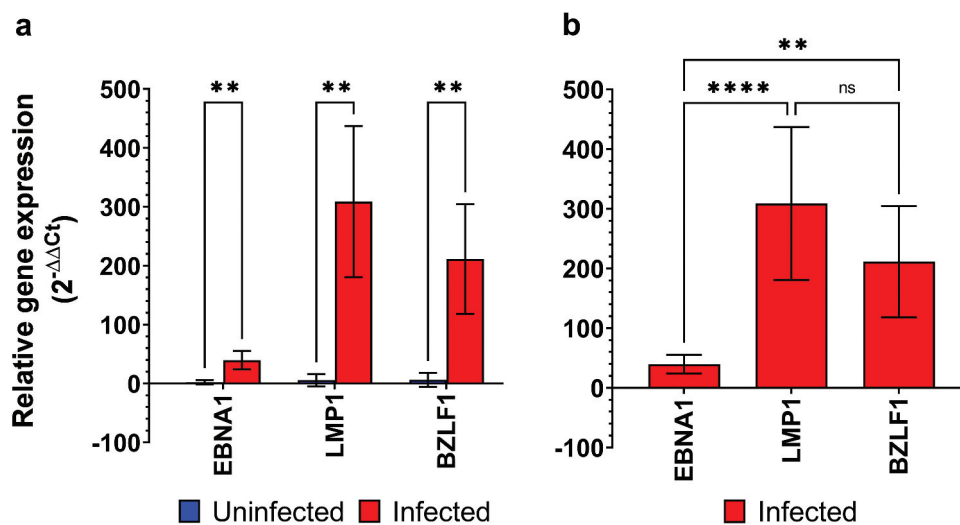 a
Relative gene expression
(2-ΔΔCt)
500
400
300
200
100
0
-100
** ** **
EBNA1
LMP1
BZLF1
Uninfected Infected
b
500
400
300
200
100
0
-100
**
**** ns
EBNA1
LMP1
BZLF1
Infected